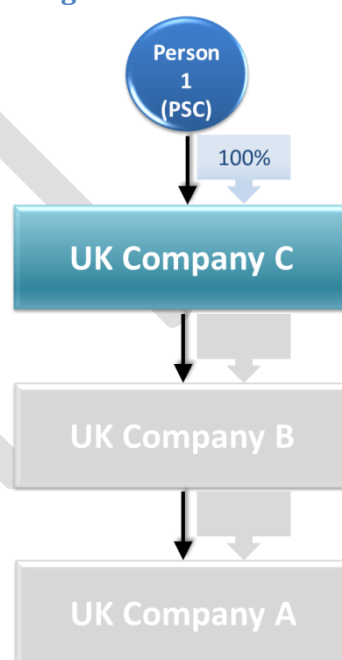 Person
1
(PSC)
100%
UK Company C
UK Company B
UK Company A